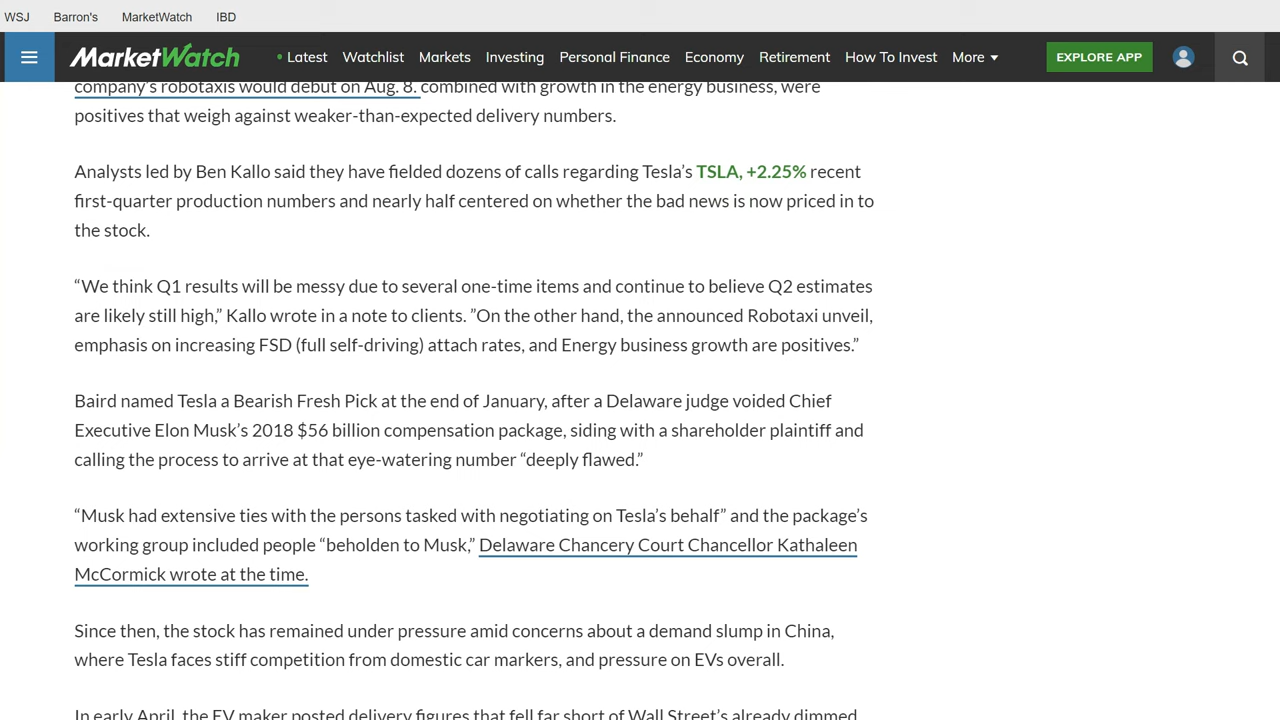 WSJ Barron's MarketWatch IBD
MarketWatch • Latest Watchlist Markets Investing Personal Finance Economy Retirement How To Invest More EXPLORE APP
company’s robotaxis would debut on Aug. 8. combined with growth in the energy business, were
positives that weigh against weaker-than-expected delivery numbers.
Analysts led by Ben Kallo said they have fielded dozens of calls regarding Tesla’s TSLA, +2.25% recent
first-quarter production numbers and nearly half centered on whether the bad news is now priced in to
the stock.
“We think Q1 results will be messy due to several one-time items and continue to believe Q2 estimates
are likely still high,” Kallo wrote in a note to clients. ”On the other hand, the announced Robotaxi unveil,
emphasis on increasing FSD (full self-driving) attach rates, and Energy business growth are positives.”
Baird named Tesla a Bearish Fresh Pick at the end of January, after a Delaware judge voided Chief
Executive Elon Musk’s 2018 $56 billion compensation package, siding with a shareholder plaintiff and
calling the process to arrive at that eye-watering number “deeply flawed.”
“Musk had extensive ties with the persons tasked with negotiating on Tesla’s behalf” and the package’s
working group included people “beholden to Musk,” Delaware Chancery Court Chancellor Kathaleen
McCormick wrote at the time.
Since then, the stock has remained under pressure amid concerns about a demand slump in China,
where Tesla faces stiff competition from domestic car markers, and pressure on EVs overall.
In early April, the EV maker posted delivery figures that fell far short of Wall Street’s already dimmed